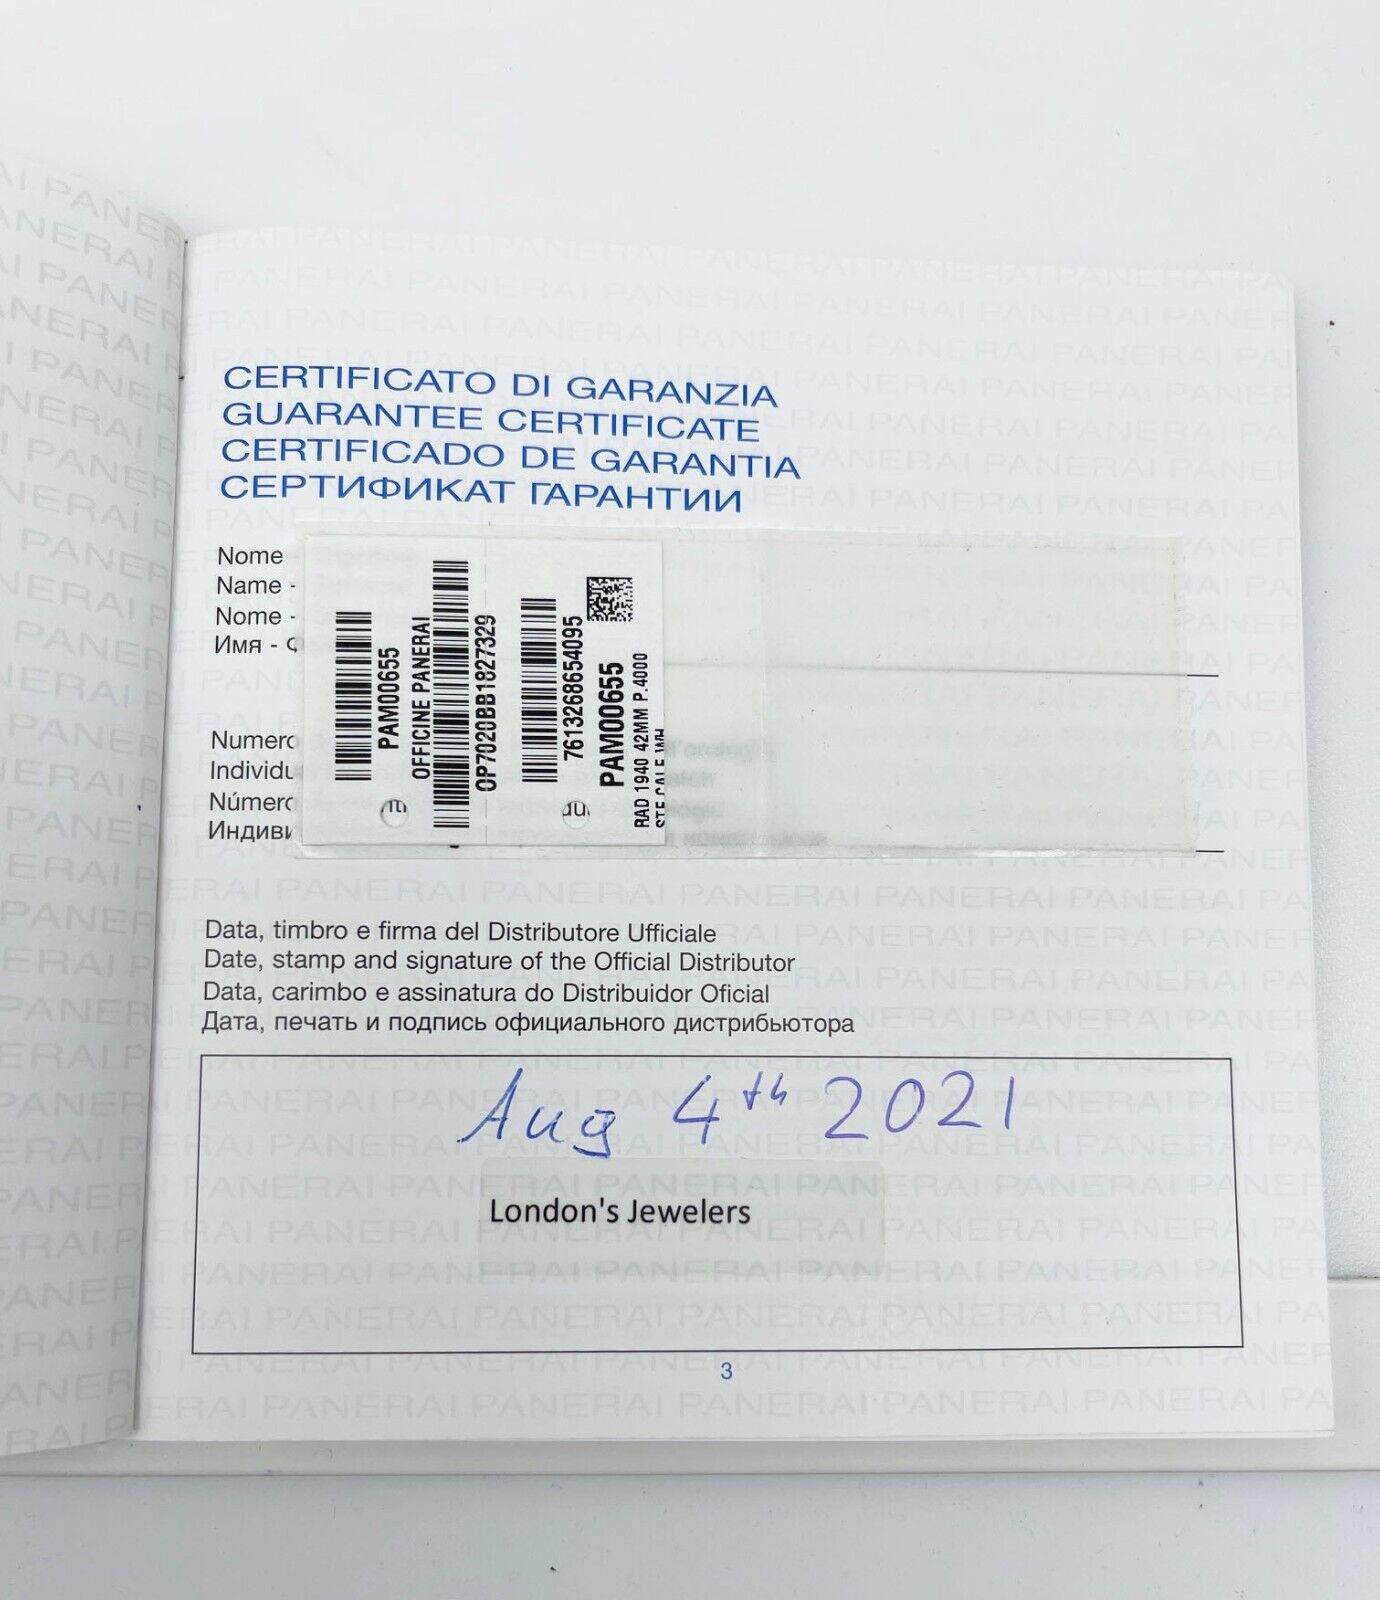 CERTIFICATO DI GARANZIA
GUARANTEE CERTIFICATE
CERTIFICADO DE GARANTIA
СЕРТИФИКАТ ГАРАНТИИ
Nome -
Name -
Nome -
Имя - Ф
PAM00655
OFFICINE PANERAI
OP7020BB1827329
7613268654095
PAM00655
RAD 1940 42MM P.4000
Numero
Individu
Número
Индиви
Data, timbro e firma del Distributore Ufficiale
Date, stamp and signature of the Official Distributor
Data, carimbo e assinatura do Distribuidor Oficial
Дата, печать и подпись официального дистрибьютора
Aug 4th 2021
London's Jewelers
3